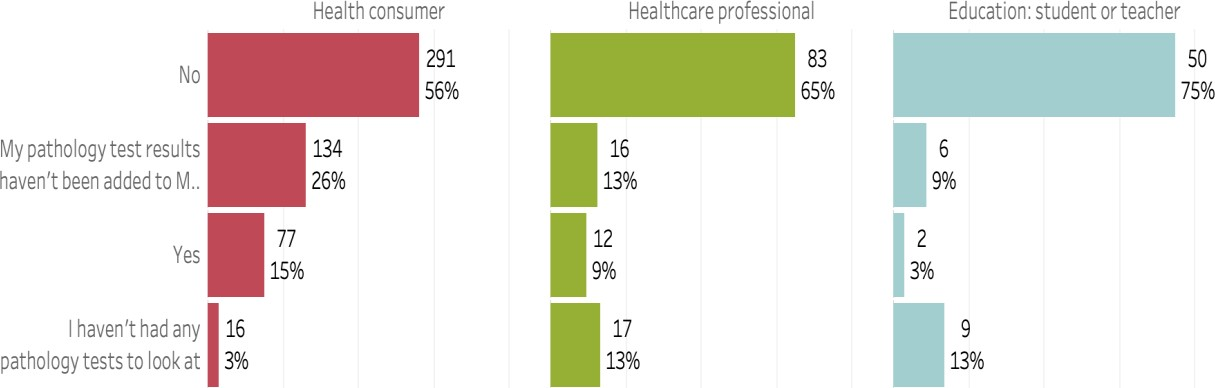 Health consumer
Healthcare professional
Education: student or teacher
No
291
56%
83
65%
50
75%
My pathology test results
haven't been added to M..
134
26%
16
13%
6
9%
Yes
77
15%
12
9%
2
3%
I haven't had any
pathology tests to look at
16
3%
17
13%
9
13%